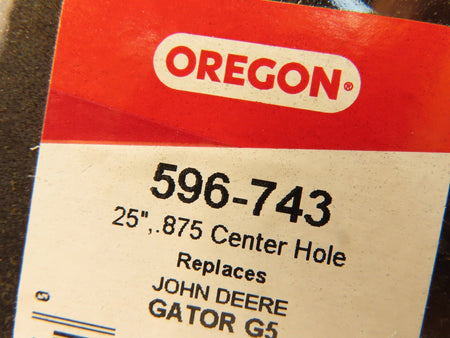 OREGON®
596-743
25",.875 Center Hole
Replaces
JOHN DEERE
GATOR G5